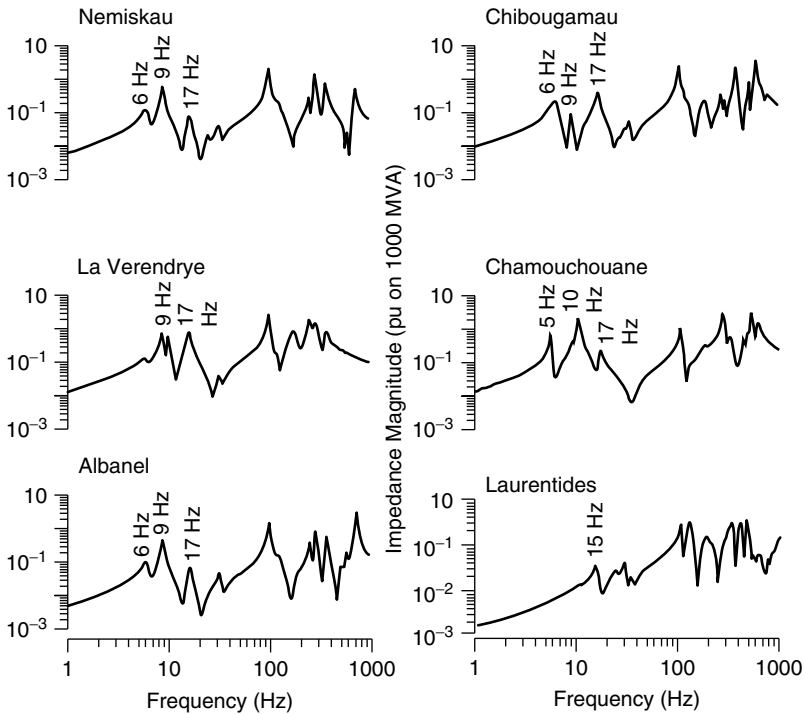 Nemiskau
10
10⁻¹
10⁻³
6 Hz
9 Hz
17 Hz
Chibougamau
10
10⁻¹
10⁻³
6 Hz
9 Hz
17 Hz
La Verendrye
10
10⁻¹
10⁻³
9 Hz
17
Hz
Chamouchouane
10
10⁻¹
10⁻³
5 Hz
10
Hz
17
Hz
Albanel
10
10⁻¹
10⁻³
6 Hz
9 Hz
17 Hz
1
10
100
1000
Frequency (Hz)
Impedance Magnitude (pu on 1000 MVA)
Laurentides
10
10⁻¹
10⁻²
10⁻³
15 Hz
1
10
100
1000
Frequency (Hz)